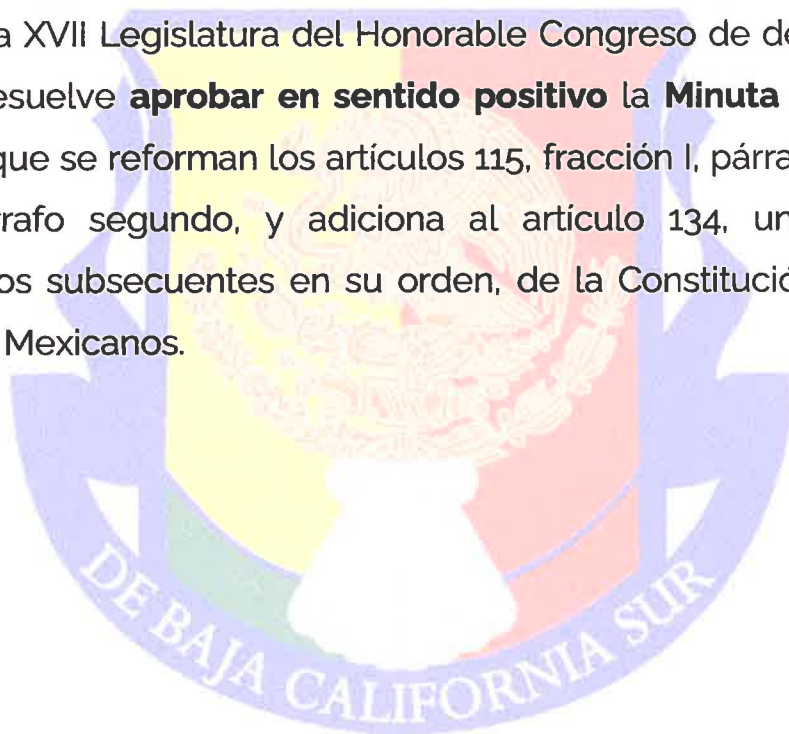 a XVII Legislatura del Honorable Congreso de de
esuelve aprobar en sentido positivo la Minuta
que se reforman los artículos 115, fracción I, párra
rrafo segundo, y adiciona al artículo 134, un
os subsecuentes en su orden, de la Constitució
Mexicanos.
DE BAJA CALIFORNIA SUR